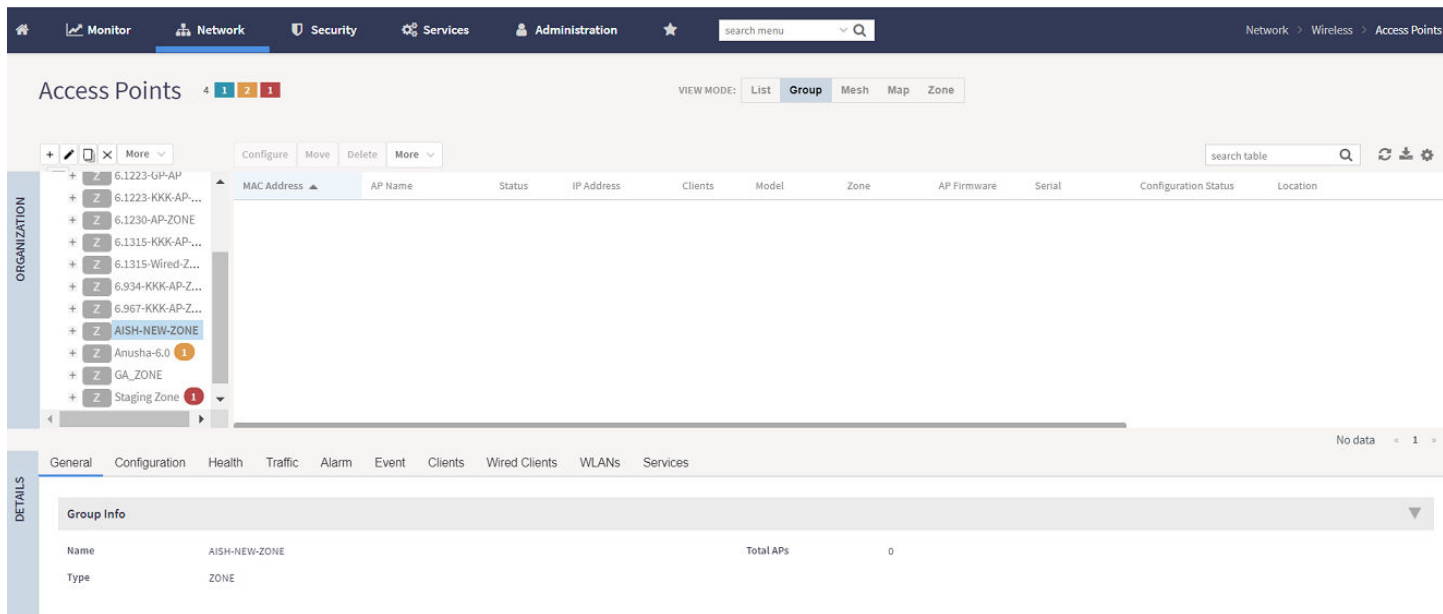 Monitor Network Security Services Administration search menu Network > Wireless > Access Points
Access Points 4 1 2 1 VIEW MODE: List Group Mesh Map Zone
More Configure Move Delete More search table
ORGANIZATION
MAC Address AP Name Status IP Address Clients Model Zone AP Firmware Serial Configuration Status Location
Z 6.1223-GP-AP
Z 6.1223-KKK-AP-...
Z 6.1230-AP-ZONE
Z 6.1315-KKK-AP-...
Z 6.1315-Wired-Z...
Z 6.934-KKK-AP-Z...
Z 6.967-KKK-AP-Z...
Z AISH-NEW-ZONE
Z Anusha-6.0 1
Z GA_ZONE
Z Staging Zone 1
No data « 1 »
DETAILS
General Configuration Health Traffic Alarm Event Clients Wired Clients WLANs Services
Group Info
Name AISH-NEW-ZONE Total APs 0
Type ZONE